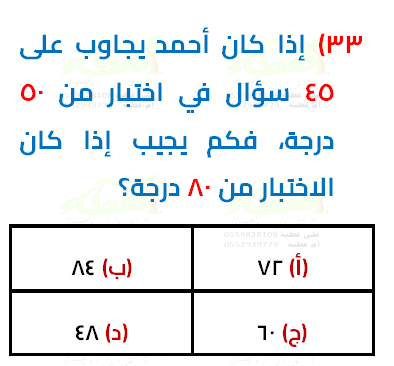 ٣٣) إذا كان أحمد يجاوب على
٤٥ سؤال في اختبار من ٥٠
درجة، فكم يجيب إذا كان
الاختبار من ٨٠ درجة؟
(أ) ٧٢
(ب) ٨٤
(ج) ٦٠
(د) ٤٨